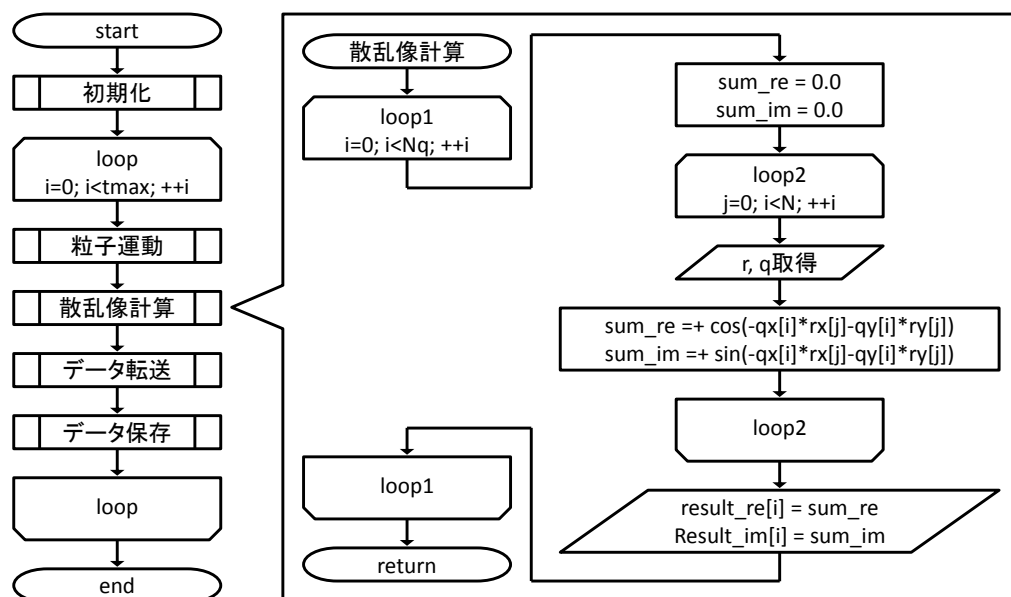 start
初期化
loop
i=0; i<tmax; ++i
粒子運動
散乱像計算
データ転送
データ保存
loop
end
散乱像計算
loop1
i=0; i<Nq; ++i
sum_re = 0.0
sum_im = 0.0
loop2
j=0; i<N; ++i
r, q取得
sum_re =+ cos(-qx[i]*rx[j]-qy[i]*ry[j])
sum_im =+ sin(-qx[i]*rx[j]-qy[i]*ry[j])
loop2
result_re[i] = sum_re
Result_im[i] = sum_im
loop1
return